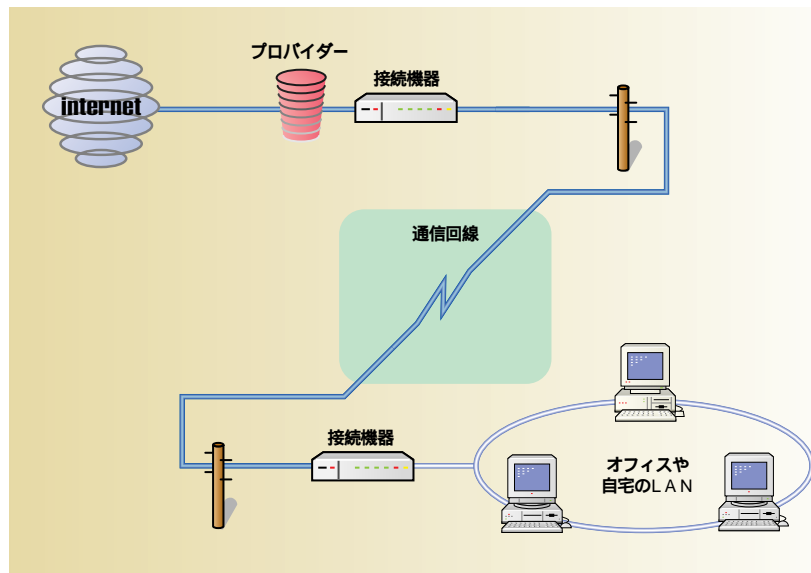 プロバイダー
接続機器
internet
通信回線
接続機器
オフィスや
自宅のLAN